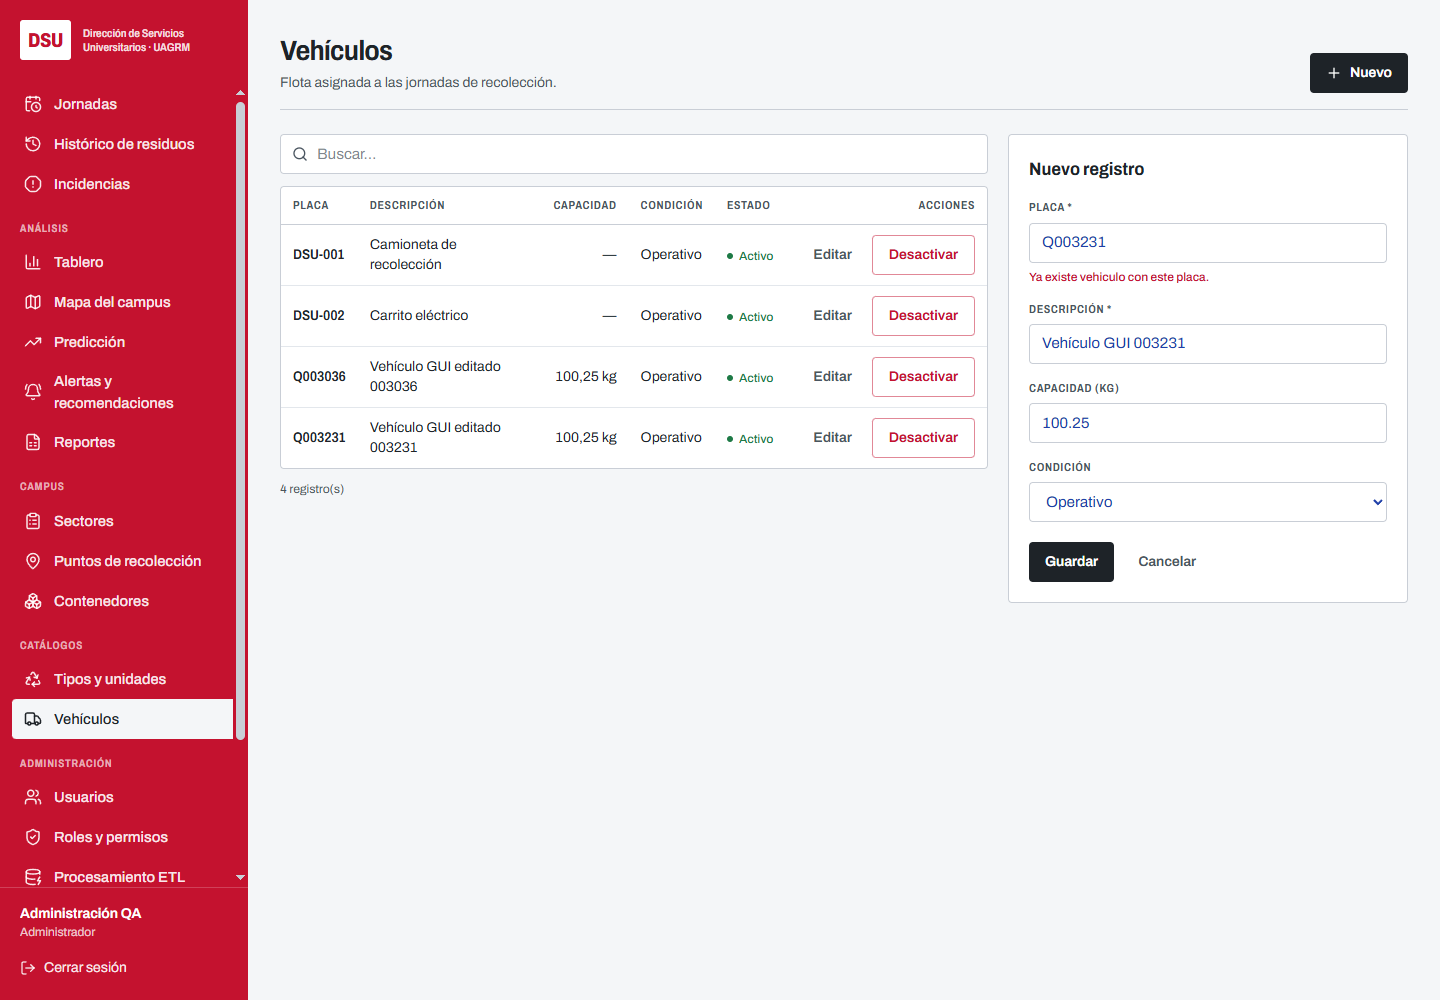 DSU
Dirección de Servicios
Universitarios · UAGRM
Jornadas
Histórico de residuos
Incidencias
ANÁLISIS
Tablero
Mapa del campus
Predicción
Alertas y
recomendaciones
Reportes
CAMPUS
Sectores
Puntos de recolección
Contenedores
CATÁLOGOS
Tipos y unidades
Vehículos
ADMINISTRACIÓN
Usuarios
Roles y permisos
Procesamiento ETL
Administración QA
Administrador
Cerrar sesión
Vehículos
Flota asignada a las jornadas de recolección.
Nuevo
Buscar...
PLACA DESCRIPCIÓN CAPACIDAD CONDICIÓN ESTADO ACCIONES
DSU-001 Camioneta de recolección — Operativo Activo Editar Desactivar
DSU-002 Carrito eléctrico — Operativo Activo Editar Desactivar
Q003036 Vehículo GUI editado 003036 100,25 kg Operativo Activo Editar Desactivar
Q003231 Vehículo GUI editado 003231 100,25 kg Operativo Activo Editar Desactivar
4 registro(s)
Nuevo registro
PLACA *
Q003231
Ya existe vehiculo con este placa.
DESCRIPCIÓN *
Vehículo GUI 003231
CAPACIDAD (KG)
100.25
CONDICIÓN
Operativo
Guardar Cancelar